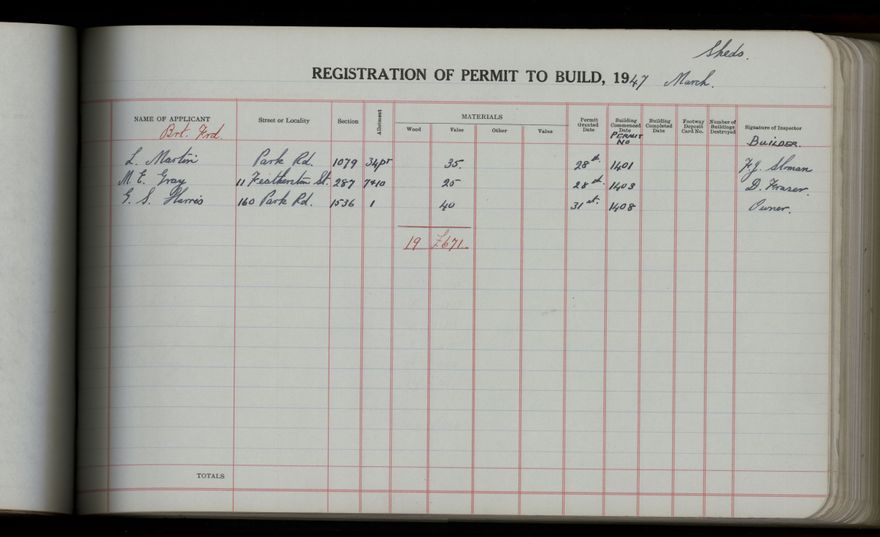 Sheds.
REGISTRATION OF PERMIT TO BUILD, 1947 March.
NAME OF APPLICANT Street or Locality Section Allotment MATERIALS Wood Value Other Value Permit Granted Date Building Commenced Date PERMIT NO Building Completed Date Footway Deposit Card No. Number of Buildings Destroyed Signature of Inspector BUILDER.
Brt. Frd.
L. Martin Park Rd. 1079 34pt 35 28th 1401 F.J. Sloman
M. E. Gray 11 Featherston St. 287 7+10 25 28th 1403 D. Fraser.
G. S. Harris 160 Park Rd. 1536 1 40 31st. 1408 Owner.
19 £671
TOTALS